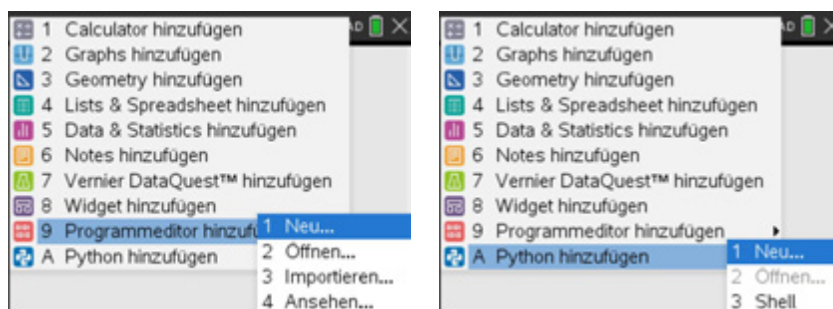 1 Calculator hinzufügen
2 Graphs hinzufügen
3 Geometry hinzufügen
4 Lists & Spreadsheet hinzufügen
5 Data & Statistics hinzufügen
6 Notes hinzufügen
7 Vernier DataQuest™ hinzufügen
8 Widget hinzufügen
9 Programmeditor hinzufü
A Python hinzufügen
1 Neu...
2 Öffnen...
3 Importieren...
4 Ansehen...
AD
1 Calculator hinzufügen
2 Graphs hinzufügen
3 Geometry hinzufügen
4 Lists & Spreadsheet hinzufügen
5 Data & Statistics hinzufügen
6 Notes hinzufügen
7 Vernier DataQuest™ hinzufügen
8 Widget hinzufügen
9 Programmeditor hinzufügen
A Python hinzufügen
1 Neu...
2 Öffnen...
3 Shell
AD